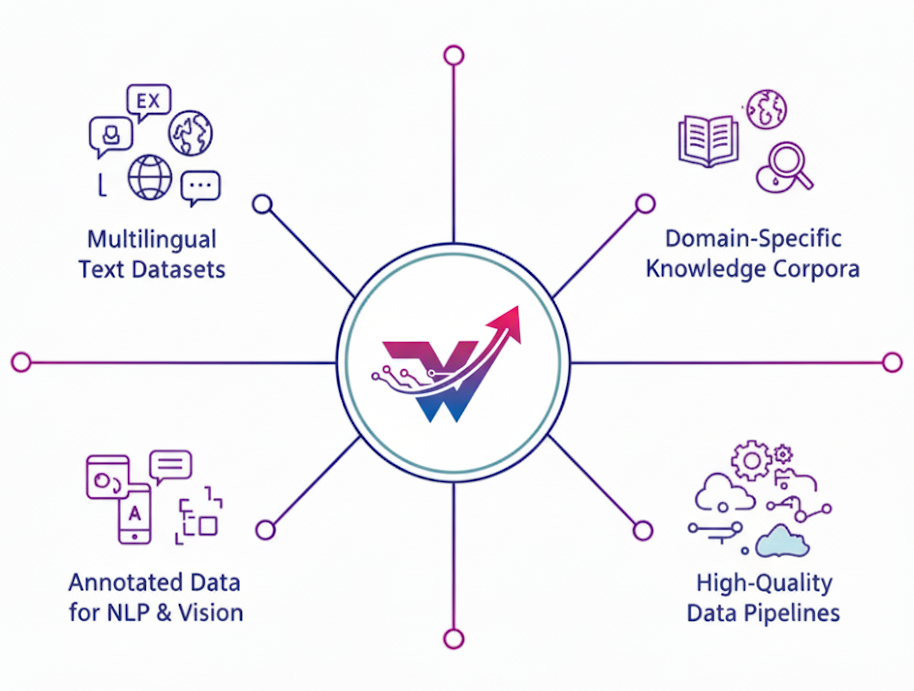 EX
Multilingual
Text Datasets
Domain-Specific
Knowledge Corpora
A
Annotated Data
for NLP & Vision
High-Quality
Data Pipelines